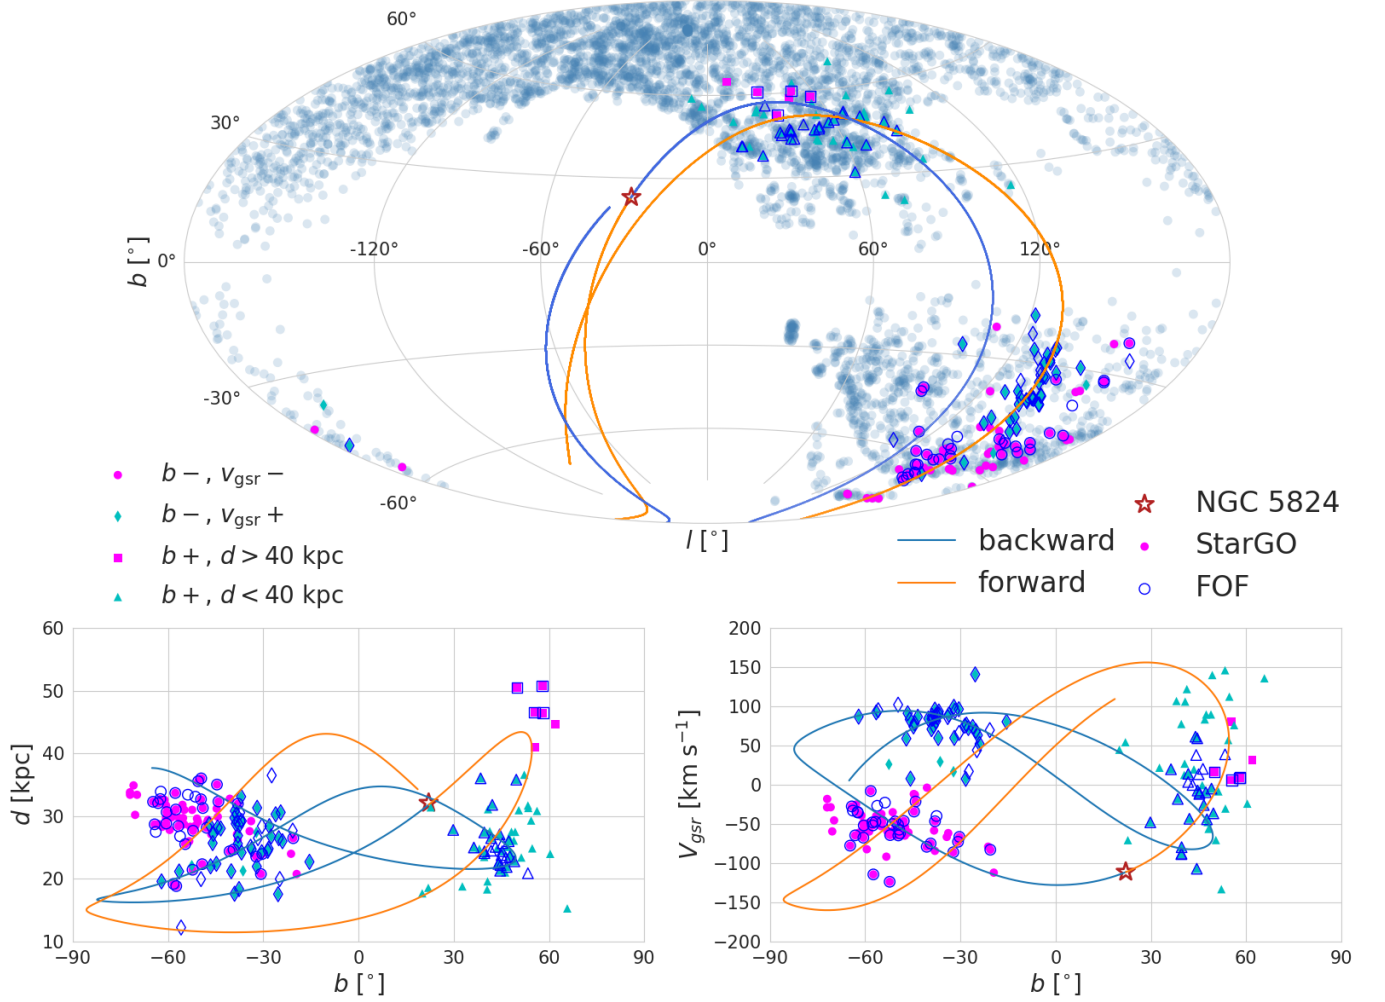 60°
30°
b [°]
0°
-120°
-60°
0°
60°
120°
-30°
-60°
l [°]
b −, v_gsr −
b −, v_gsr +
b +, d > 40 kpc
b +, d < 40 kpc
backward
forward
NGC 5824
StarGO
FOF
60
50
40
30
20
10
d [kpc]
−90
−60
−30
0
30
60
90
b [°]
200
150
100
50
0
−50
−100
−150
−200
V_gsr [km s⁻¹]
−90
−60
−30
0
30
60
90
b [°]